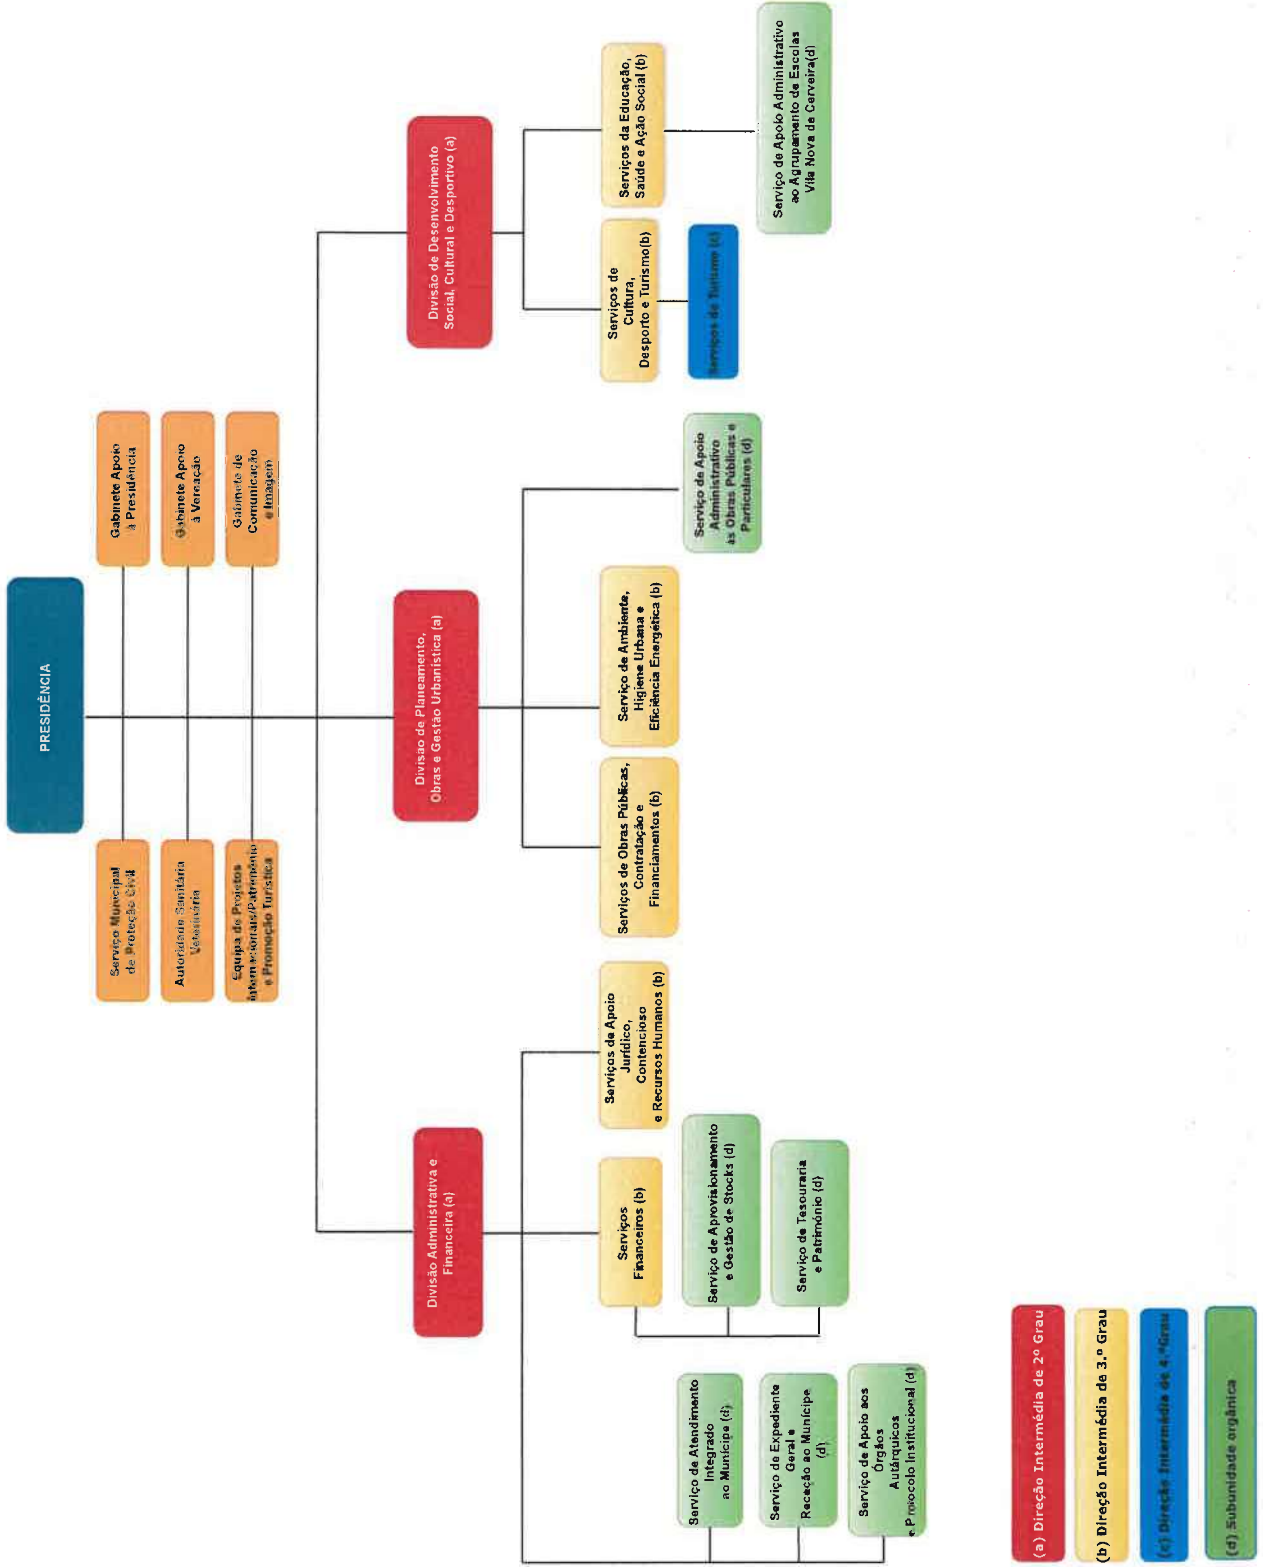 PRESIDÊNCIA
Serviço Municipal
de Proteção Civil
Gabinete Apoio
à Presidência
Autoridade Sanitária
Veterinária
Gabinete Apoio
à Vereação
Equipa de Projetos
Internacionais/Património
e Promoção Turística
Gabinete de
Comunicação
e Imagem
Divisão Administrativa e
Financeira (a)
Divisão de Planeamento,
Obras e Gestão Urbanística (a)
Divisão de Desenvolvimento
Social, Cultural e Desportivo (a)
Serviços
Financeiros (b)
Serviços de Apoio
Jurídico,
Contencioso
e Recursos Humanos (b)
Serviços de Obras Públicas,
Contratação e
Financiamentos (b)
Serviço de Ambiente,
Higiene Urbana e
Eficiência Energética (b)
Serviços de
Cultura,
Desporto e Turismo(b)
Serviços da Educação,
Saúde e Ação Social (b)
Serviço de Atendimento
Integrado
ao Munícipe (d)
Serviço de Aprovisionamento
e Gestão de Stocks (d)
Serviço de Apoio
Administrativo
às Obras Públicas e
Particulares (d)
Serviços de Turismo (c)
Serviço de Apoio Administrativo
ao Agrupamento de Escolas
Vila Nova de Cerveira(d)
Serviço de Expediente
Geral e
Receção ao Munícipe
(d)
Serviço de Tesouraria
e Património (d)
Serviço de Apoio aos
Órgãos
Autárquicos
e Protocolo Institucional (d)
(a) Direção Intermédia de 2º Grau
(b) Direção Intermédia de 3.º Grau
(c) Direção Intermédia de 4.ºGrau
(d) Subunidade orgânica